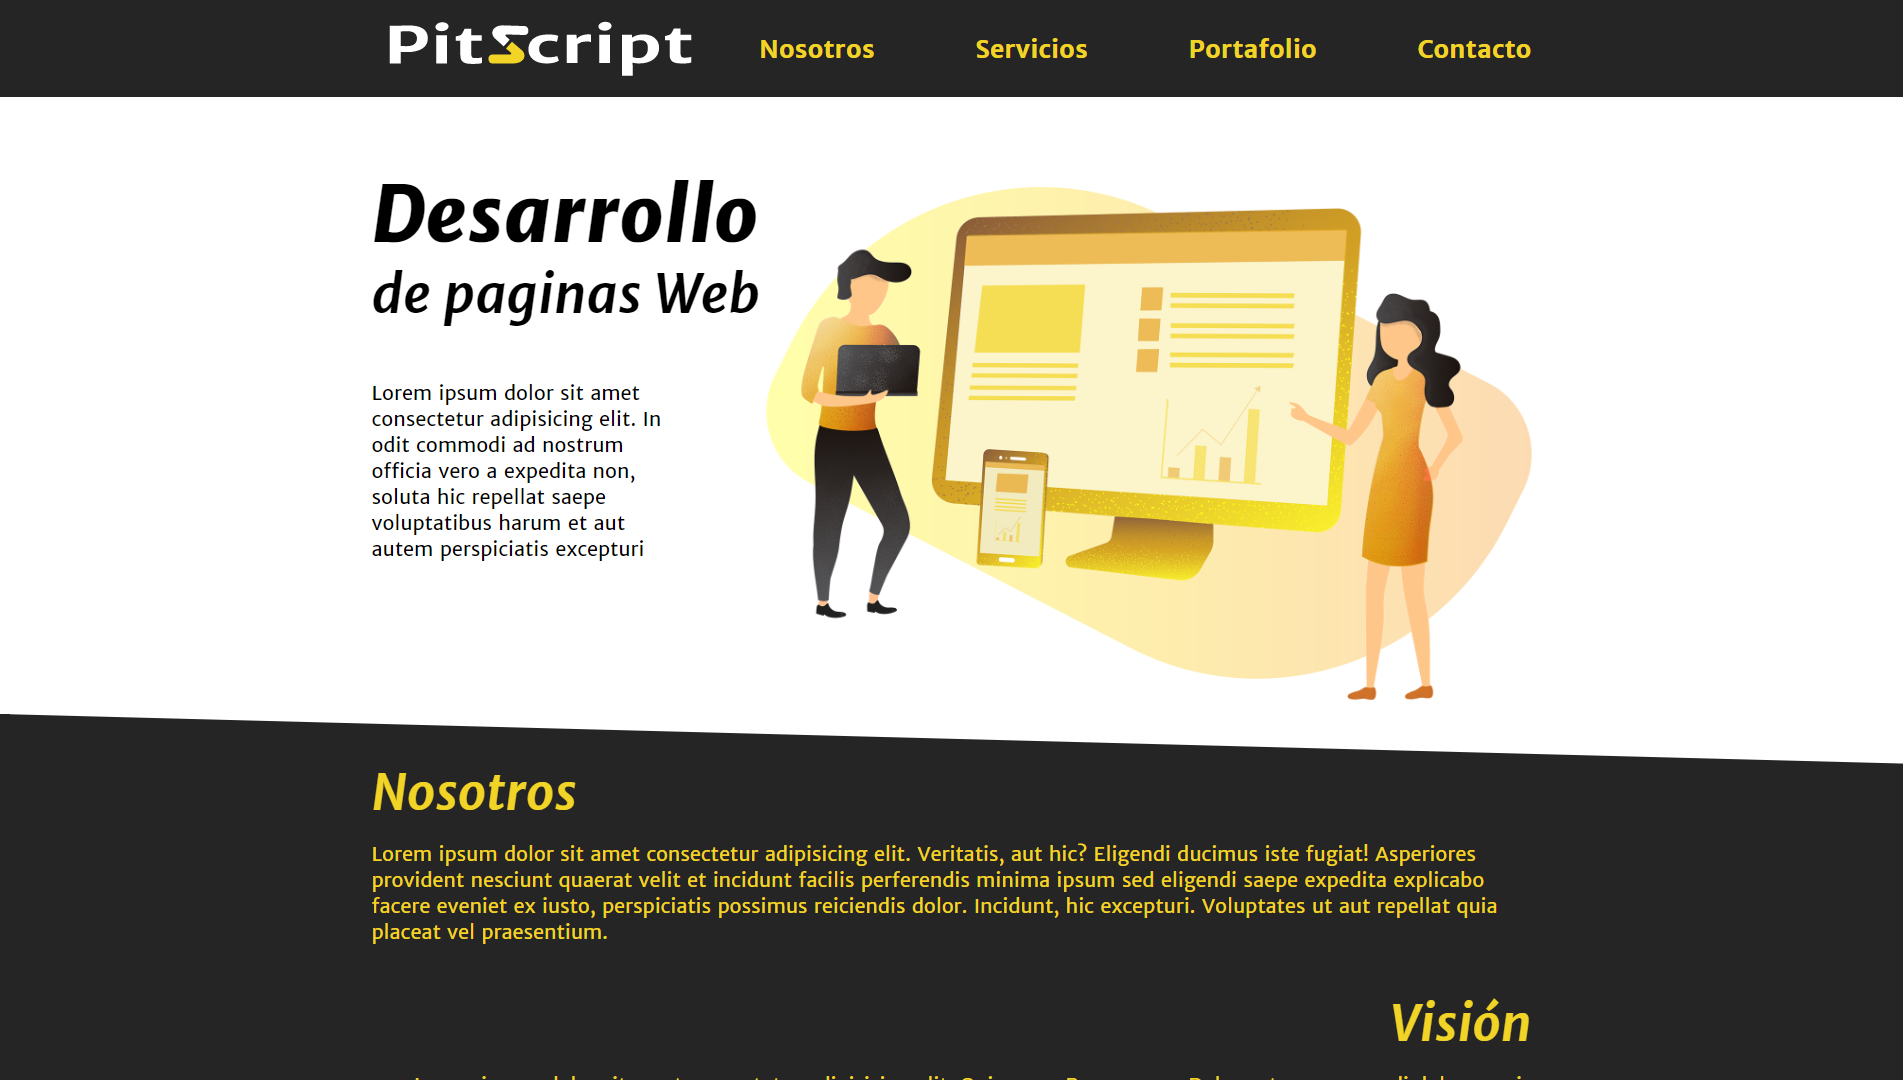 PitScript
Nosotros Servicios Portafolio Contacto
Desarrollo
de paginas Web
Lorem ipsum dolor sit amet
consectetur adipisicing elit. In
odit commodi ad nostrum
officia vero a expedita non,
soluta hic repellat saepe
voluptatibus harum et aut
autem perspiciatis excepturi
Nosotros
Lorem ipsum dolor sit amet consectetur adipisicing elit. Veritatis, aut hic? Eligendi ducimus iste fugiat! Asperiores
provident nesciunt quaerat velit et incidunt facilis perferendis minima ipsum sed eligendi saepe expedita explicabo
facere eveniet ex iusto, perspiciatis possimus reiciendis dolor. Incidunt, hic excepturi. Voluptates ut aut repellat quia
placeat vel praesentium.
Visión